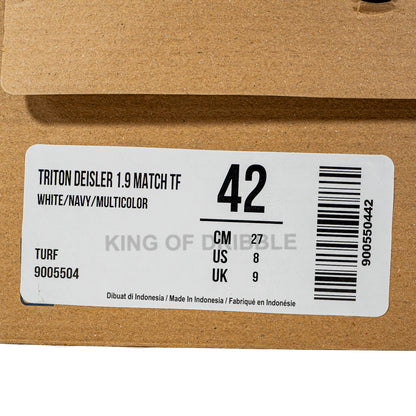 TRITON DEISLER 1.9 MATCH TF
WHITE/NAVY/MULTICOLOR
42
KING OF DRIBBLE
CM 27
US 8
UK 9
TURF
9005504
Dibuat di Indonesia / Made In Indonesia / Fabriqué en Indonésie
900550442